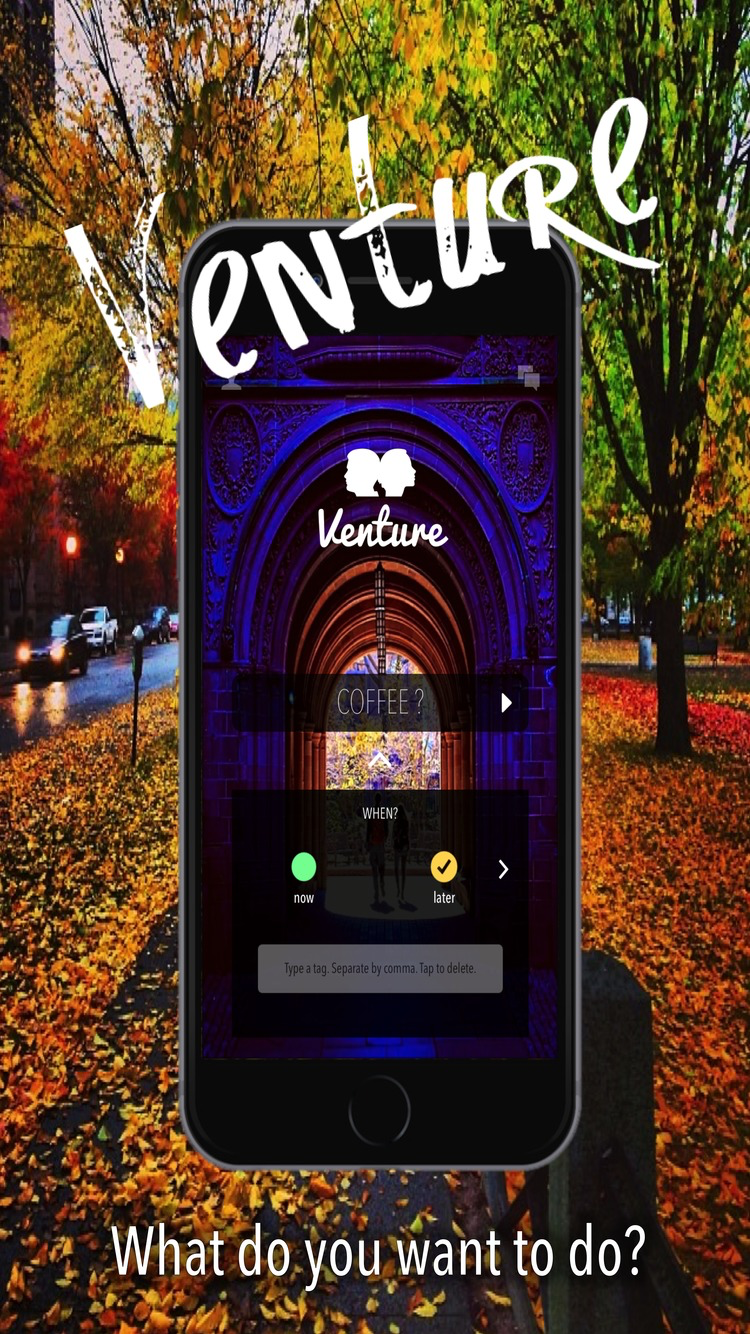 Venture
Venture
COFFEE?
WHEN?
now
later
Type a tag. Separate by comma. Tap to delete.
What do you want to do?